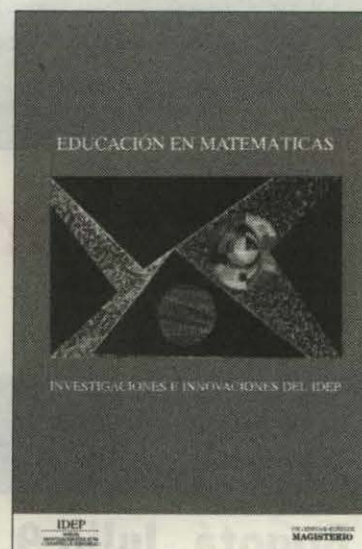 EDUCACIÓN EN MATEMÁTICAS
INVESTIGACIONES E INNOVACIONES DEL IDEP
IDEP
MAGISTERIO